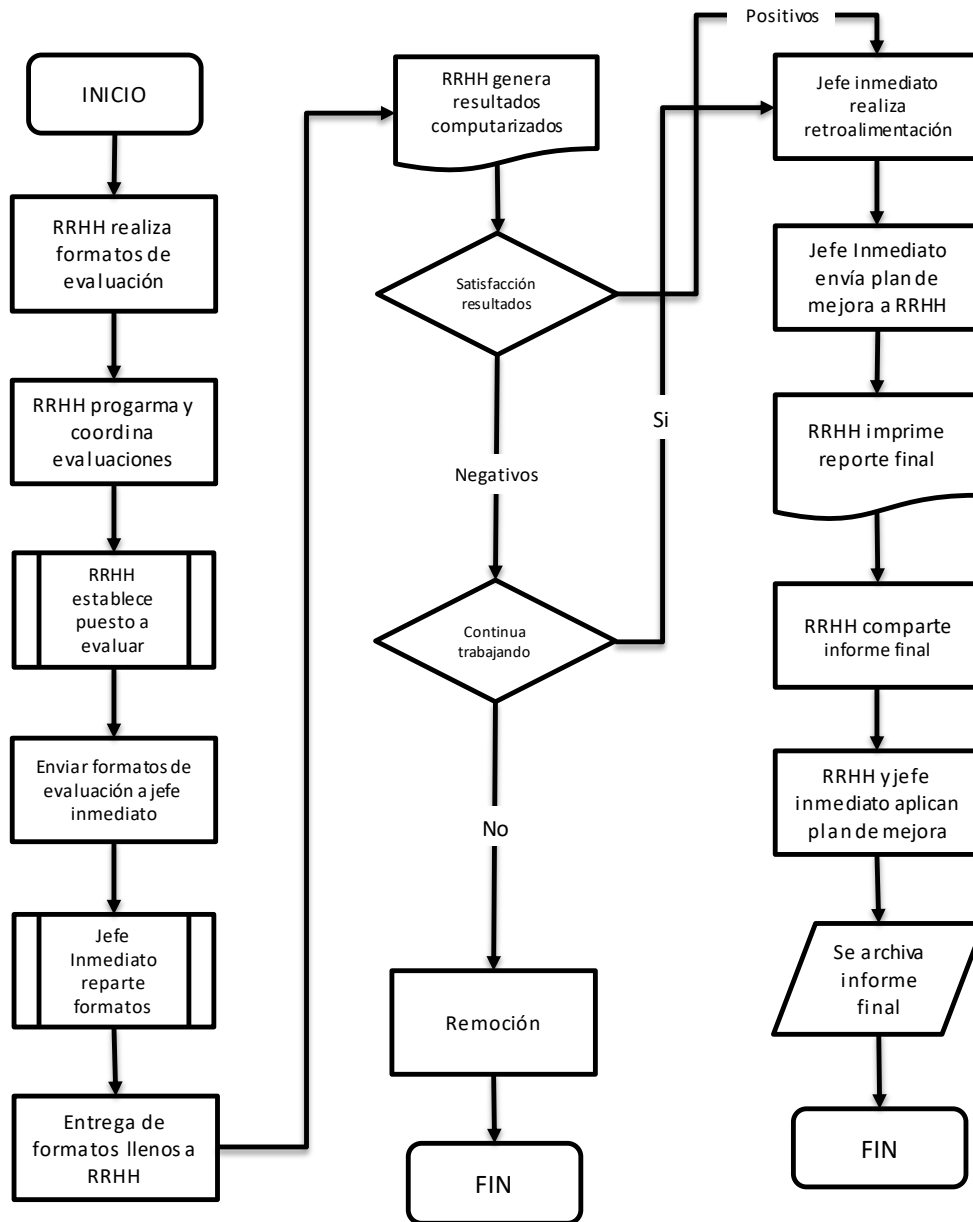 INICIO
RRHH realiza
formatos de
evaluación
RRHH progarma y
coordina
evaluaciones
RRHH
establece
puesto a
evaluar
Enviar formatos de
evaluación a jefe
inmediato
Jefe
Inmediato
reparte
formatos
Entrega de
formatos llenos a
RRHH
RRHH genera
resultados
computarizados
Satisfacción
resultados
Negativos
Continua
trabajando
No
Remoción
FIN
Positivos
Si
Jefe inmediato
realiza
retroalimentación
Jefe Inmediato
envía plan de
mejora a RRHH
RRHH imprime
reporte final
RRHH comparte
informe final
RRHH y jefe
inmediato aplican
plan de mejora
Se archiva
informe
final
FIN